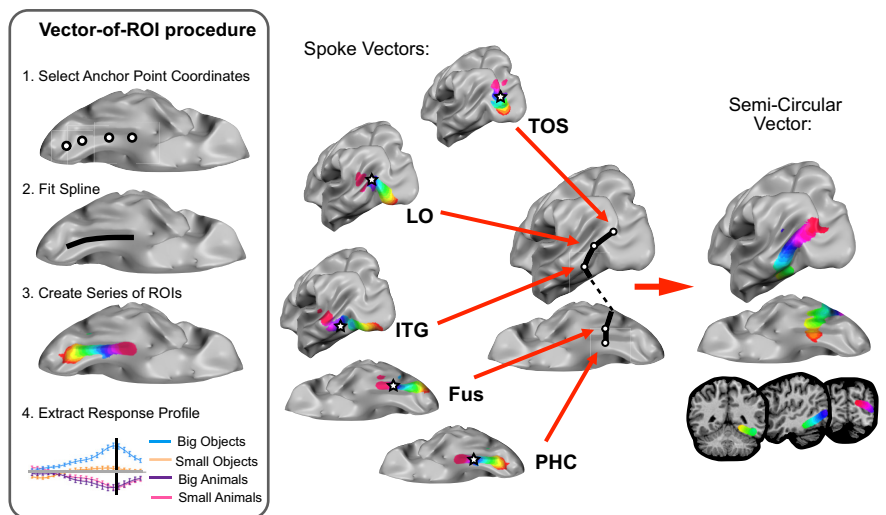 Vector-of-ROI procedure
1. Select Anchor Point Coordinates
2. Fit Spline
3. Create Series of ROIs
4. Extract Response Profile
Big Objects
Small Objects
Big Animals
Small Animals
Spoke Vectors:
TOS
LO
ITG
Fus
PHC
Semi-Circular
Vector: